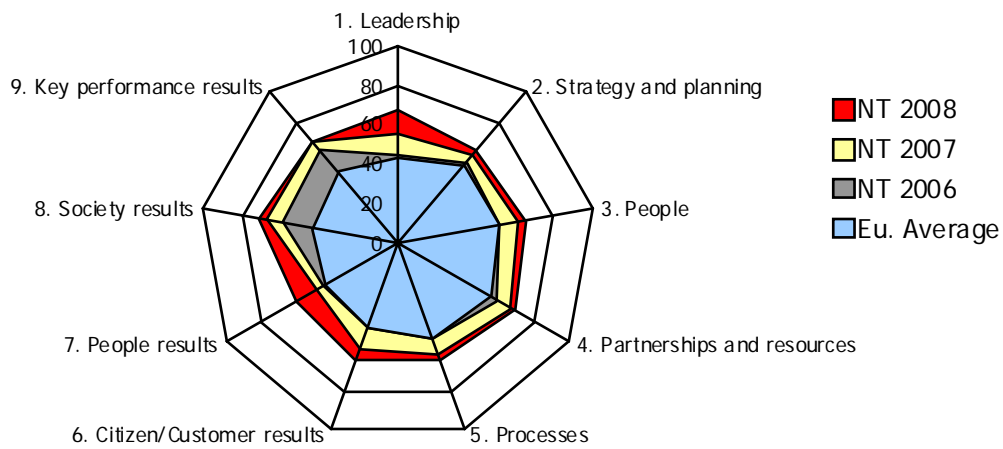 1. Leadership
100
80
60
40
20
0
2. Strategy and planning
3. People
4. Partnerships and resources
5. Processes
6. Citizen/Customer results
7. People results
8. Society results
9. Key performance results
NT 2008
NT 2007
NT 2006
Eu. Average